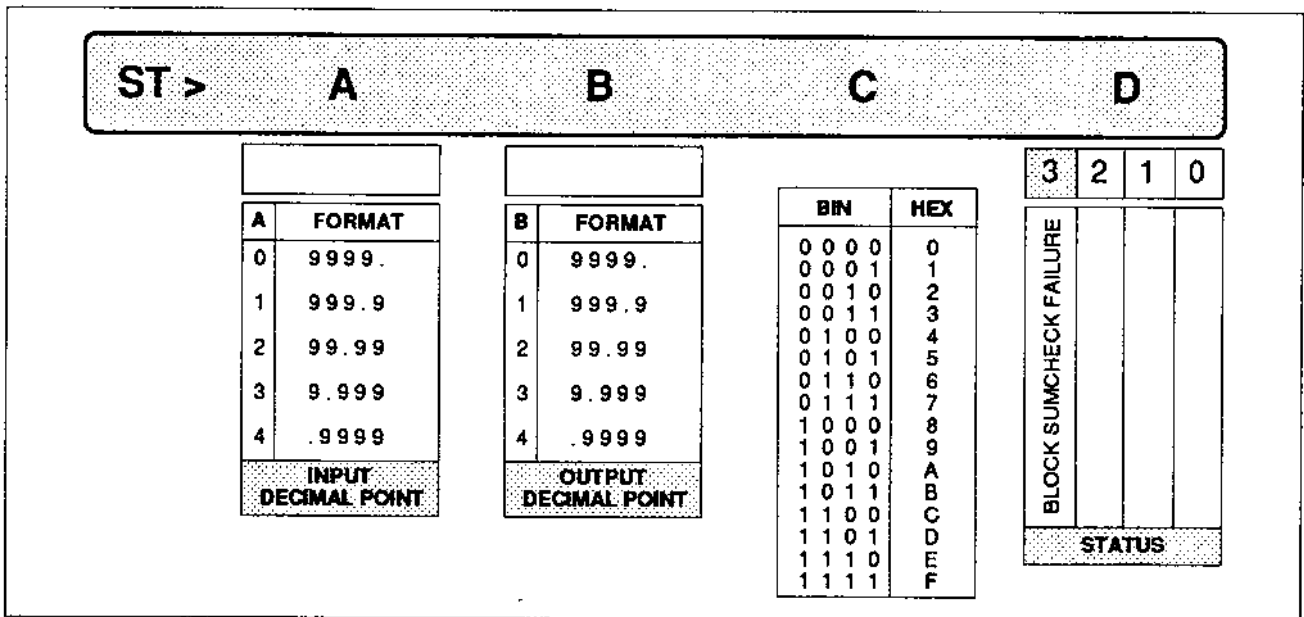 ST > A B C D
3 2 1 0
A FORMAT
0 9999.
1 999.9
2 99.99
3 9.999
4 .9999
INPUT
DECIMAL POINT
B FORMAT
0 9999.
1 999.9
2 99.99
3 9.999
4 .9999
OUTPUT
DECIMAL POINT
BIN HEX
0 0 0 0 0
0 0 0 1 1
0 0 1 0 2
0 0 1 1 3
0 1 0 0 4
0 1 0 1 5
0 1 1 0 6
0 1 1 1 7
1 0 0 0 8
1 0 0 1 9
1 0 1 0 A
1 0 1 1 B
1 1 0 0 C
1 1 0 1 D
1 1 1 0 E
1 1 1 1 F
BLOCK SUMCHECK FAILURE
STATUS